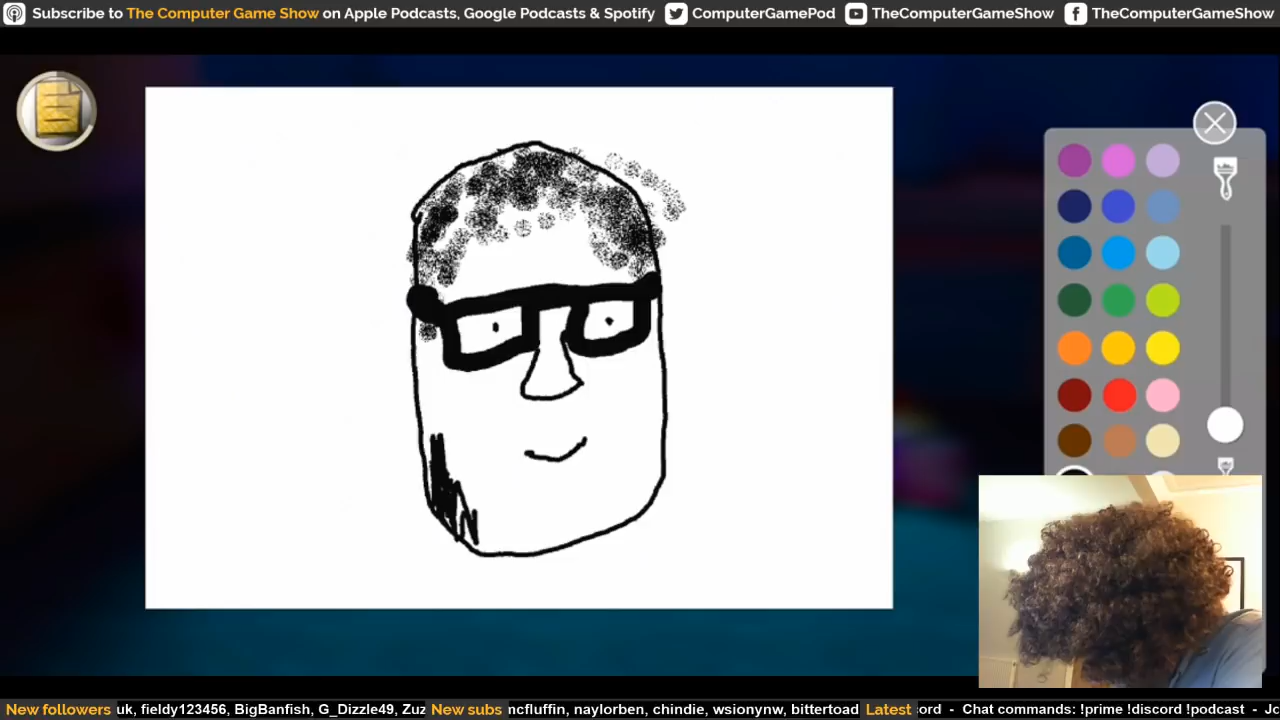 Subscribe to The Computer Game Show on Apple Podcasts, Google Podcasts & Spotify ComputerGamePod TheComputerGameShow TheComputerGameShow
New followers uk, fieldy123456, BigBanfish, G_Dizzle49, Zuz New subs ncfluffin, naylorben, chindie, wsionynw, bittertoad Latest ord - Chat commands: !prime !discord !podcast - Jo